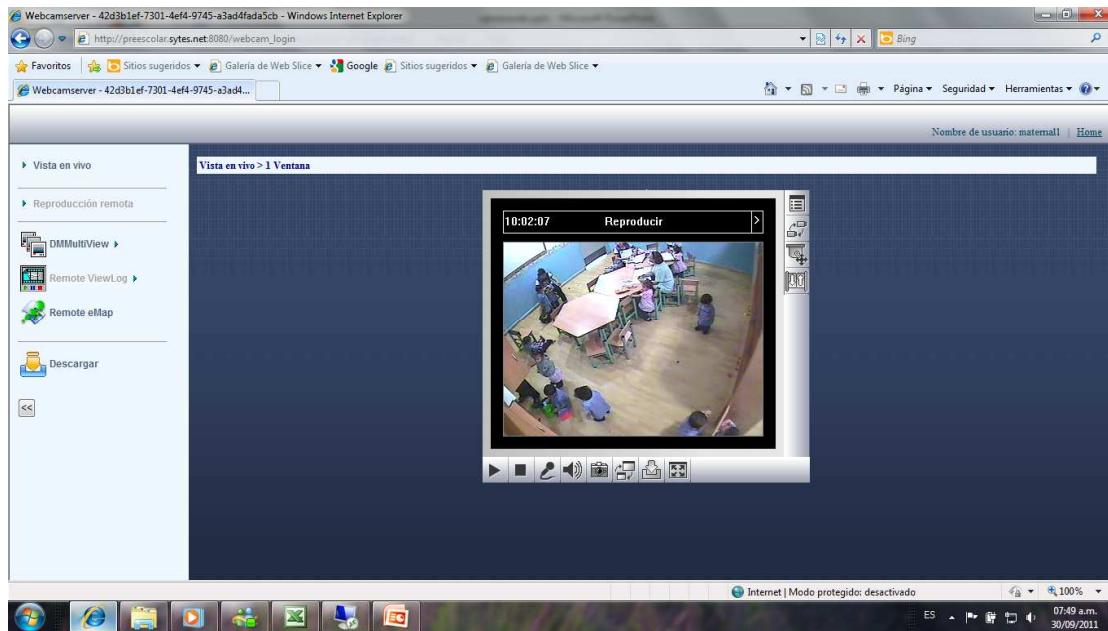 Webcamserver - 42d3b1ef-7301-4ef4-9745-a3ad4fada5cb - Windows Internet Explorer
http://preescolar.sytes.net:8080/webcam_login
Bing
Favoritos
Sitios sugeridos
Galería de Web Slice
Google
Sitios sugeridos
Galería de Web Slice
Webcamserver - 42d3b1ef-7301-4ef4-9745-a3ad4...
Página
Seguridad
Herramientas
Nombre de usuario: maternal1 | Home
Vista en vivo
Vista en vivo > 1 Ventana
Reproducción remota
DMMultiView
Remote ViewLog
Remote eMap
Descargar
<<
10:02:07 Reproducir >
Internet | Modo protegido: desactivado
100%
ES
07:49 a.m.
30/09/2011